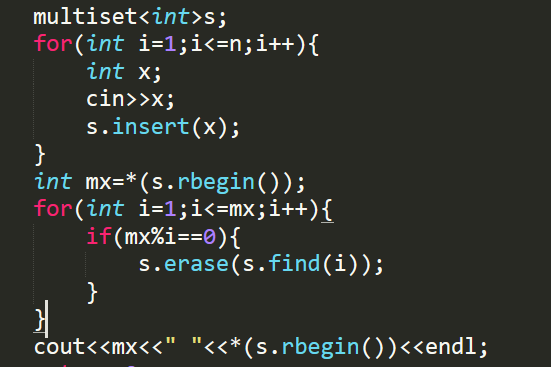 multiset<int>s;
for(int i=1;i<=n;i++){
int x;
cin>>x;
s.insert(x);
}
int mx=*(s.rbegin());
for(int i=1;i<=mx;i++){
if(mx%i==0){
s.erase(s.find(i));
}
}
cout<<mx<<" "<<*(s.rbegin())<<endl;